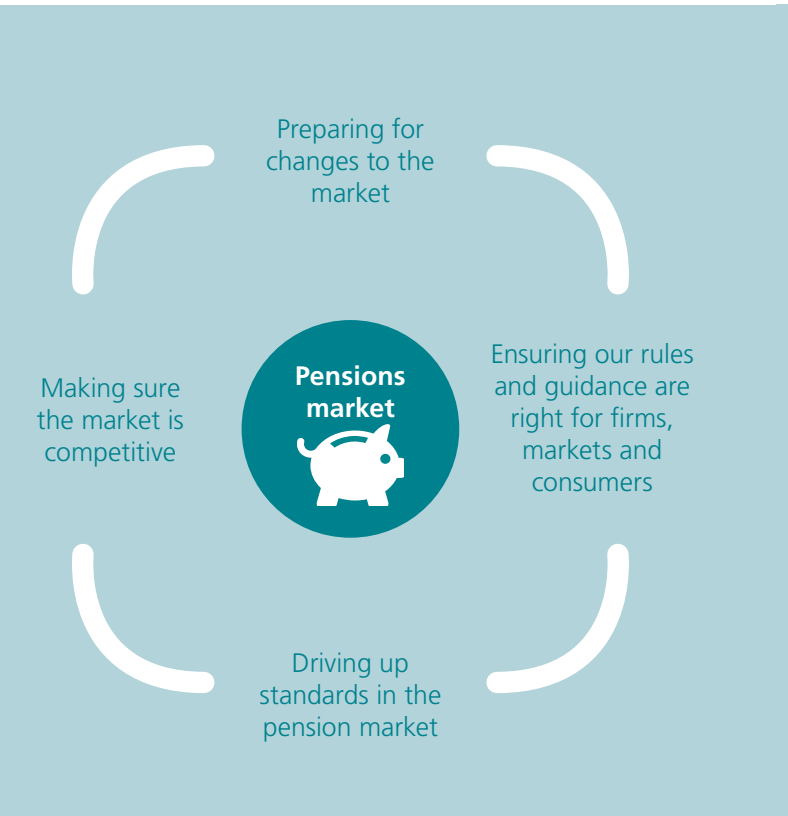 Preparing for
changes to the
market
Ensuring our rules
and guidance are
right for firms,
markets and
consumers
Driving up
standards in the
pension market
Making sure
the market is
competitive
Pensions
market